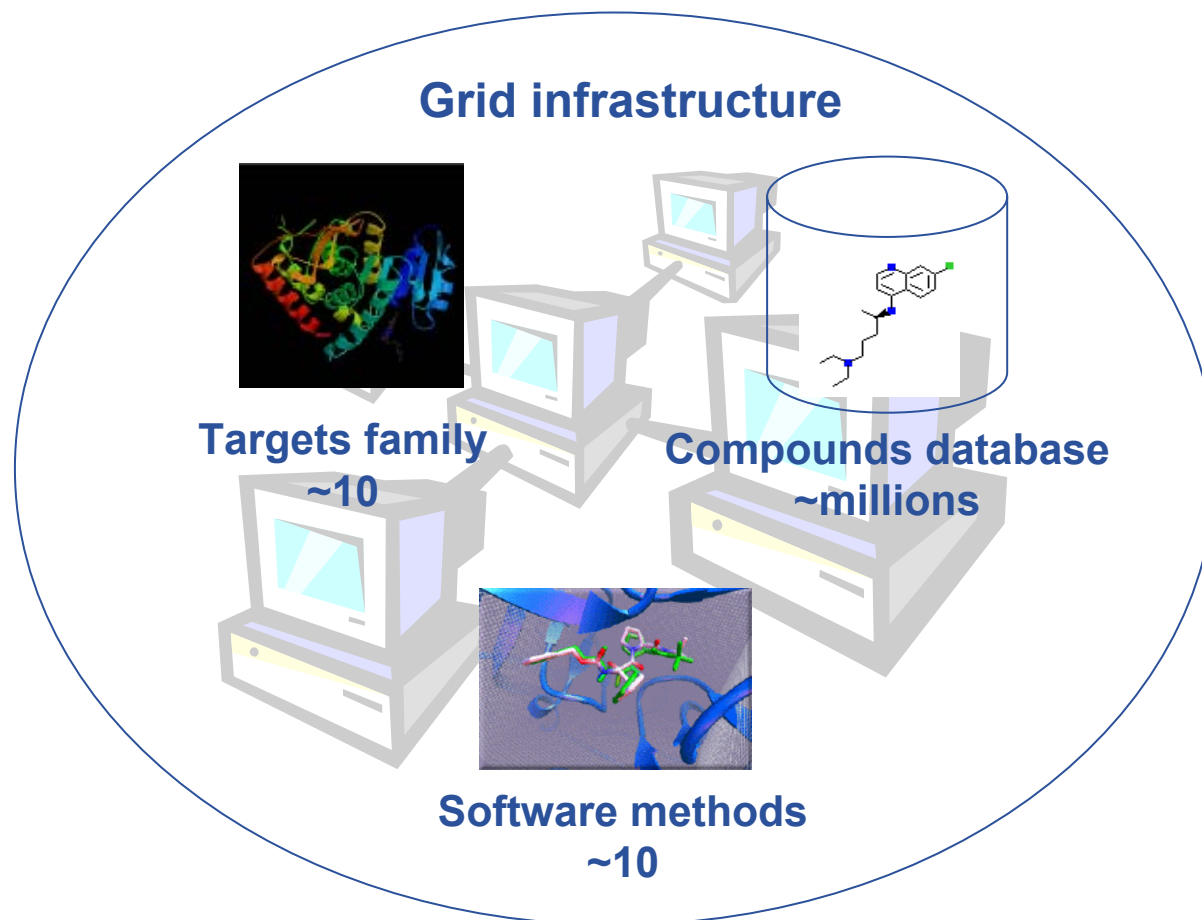 Grid infrastructure
Targets family
~10
Compounds database
~millions
Software methods
~10